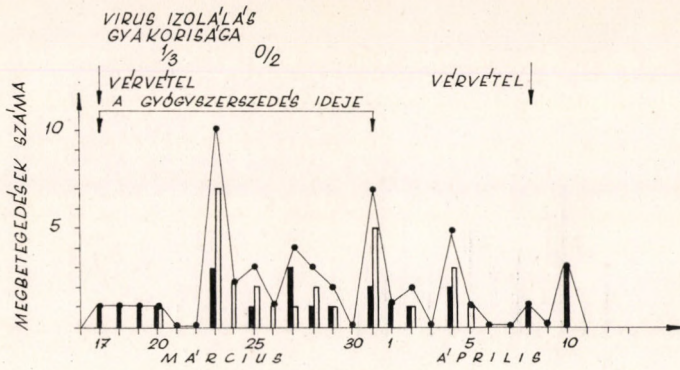 VIRUS IZOLÁLÁS
GYAKORISÁGA
1/3 0/2
VÉRVÉTEL VÉRVÉTEL
A GYÓGYSZERSZEDÉS IDEJE
MEGBETEGEDÉSEK SZÁMA
10
5
17 20 25 30 1 5 10
MÁRCIUS ÁPRILIS